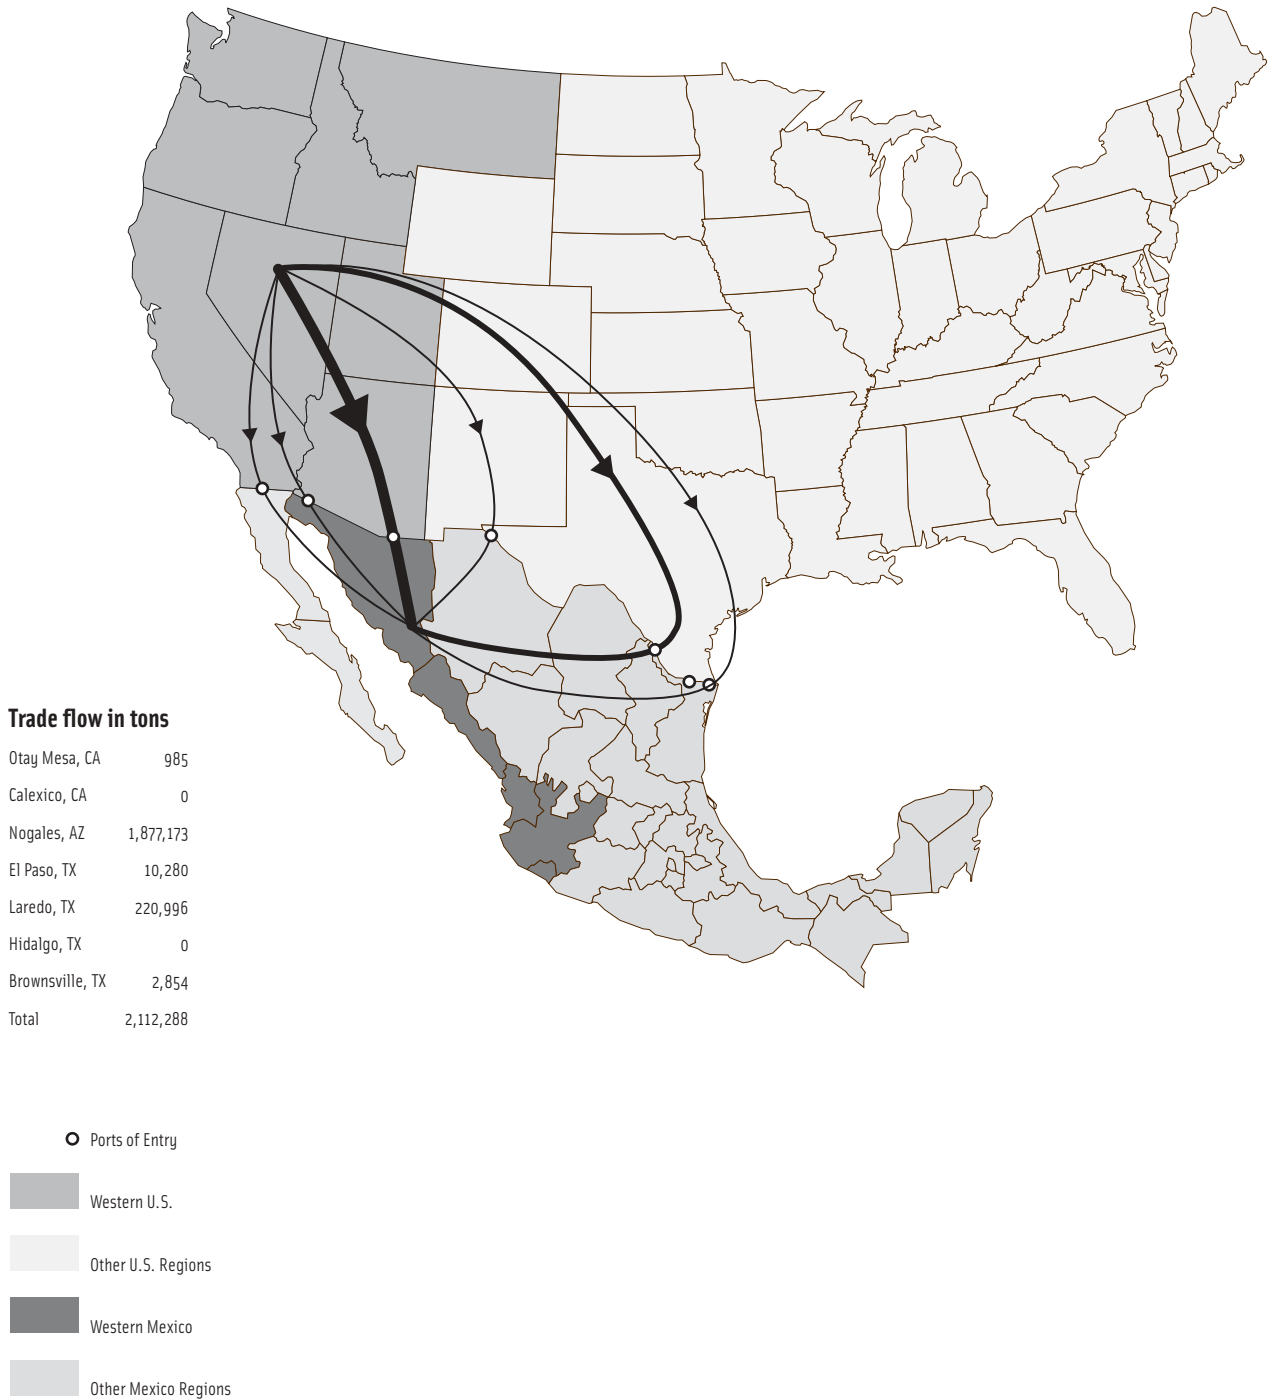 Trade flow in tons
Otay Mesa, CA 985
Calexico, CA 0
Nogales, AZ 1,877,173
El Paso, TX 10,280
Laredo, TX 220,996
Hidalgo, TX 0
Brownsville, TX 2,854
Total 2,112,288
Ports of Entry
Western U.S.
Other U.S. Regions
Western Mexico
Other Mexico Regions